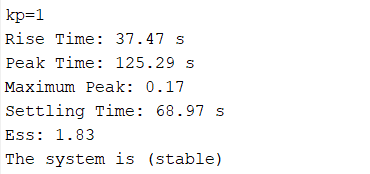 kp=1
Rise Time: 37.47 s
Peak Time: 125.29 s
Maximum Peak: 0.17
Settling Time: 68.97 s
Ess: 1.83
The system is (stable)